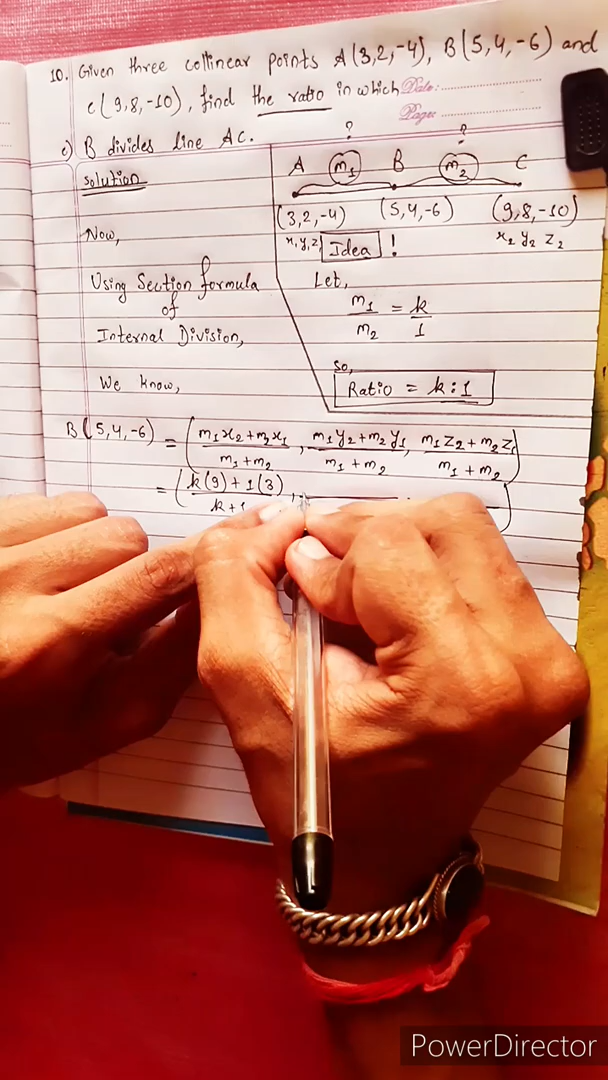 10. Given three collinear points A(3,2,-4), B(5,4,-6) and
c(9,8,-10), find the ratio in which
Date:
Page:
c) B divides line AC.
solution
? ?
A m₁ B m₂ C
(3,2,-4) (5,4,-6) (9,8,-10)
x, y, z, x₂ y₂ z₂
Idea !
Now,
Using Section formula
of
Internal Division,
We know,
Let,
m₁/m₂ = k/1
So,
Ratio = k:1
B(5,4,-6) = (m₁x₂+m₂x₁/m₁+m₂, m₁y₂+m₂y₁/m₁+m₂, m₁z₂+m₂z₁/m₁+m₂)
= (k(9)+1(3)/k+1,
PowerDirector